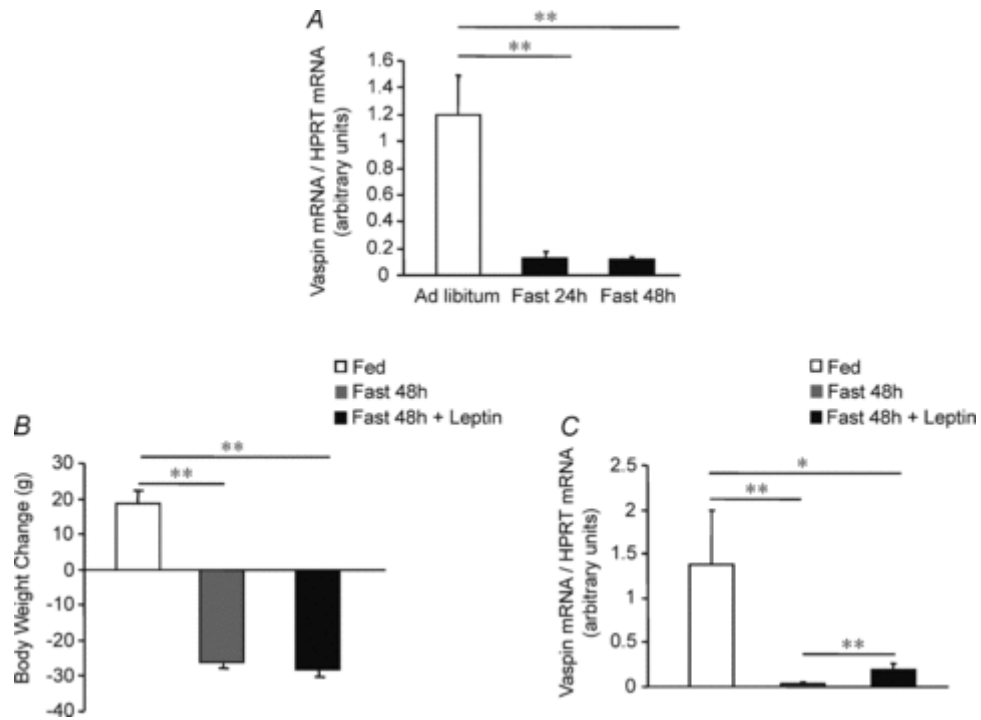 A
**
**
Vaspin mRNA / HPRT mRNA
(arbitrary units)
1.6
1.4
1.2
1
0.8
0.6
0.4
0.2
0
Ad libitum Fast 24h Fast 48h
Fed
Fast 48h
Fast 48h + Leptin
B
**
**
Body Weight Change (g)
30
20
10
0
-10
-20
-30
-40
Fed
Fast 48h
Fast 48h + Leptin
C
*
**
**
Vaspin mRNA / HPRT mRNA
(arbitrary units)
2.5
2
1.5
1
0.5
0